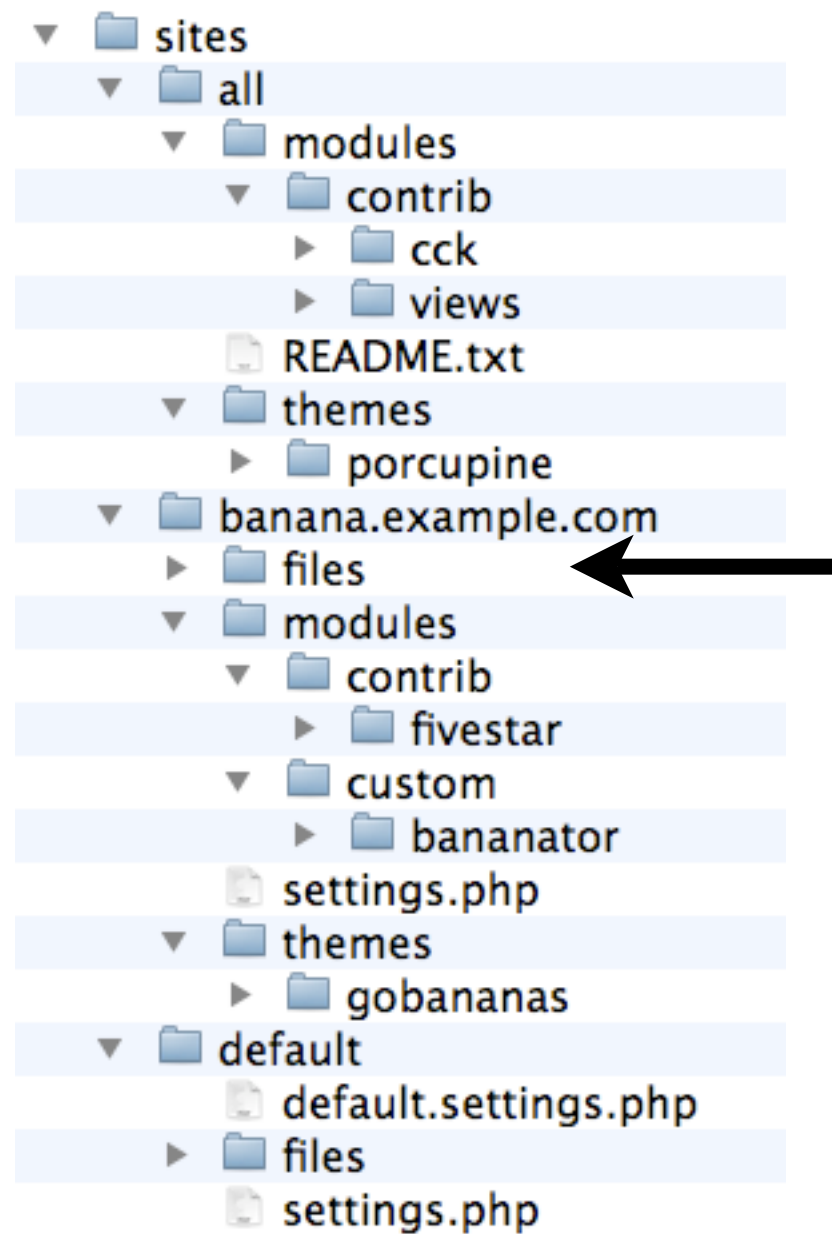 sites
all
modules
contrib
cck
views
README.txt
themes
porcupine
banana.example.com
files
modules
contrib
fivestar
custom
bananator
settings.php
themes
gobananas
default
default.settings.php
files
settings.php